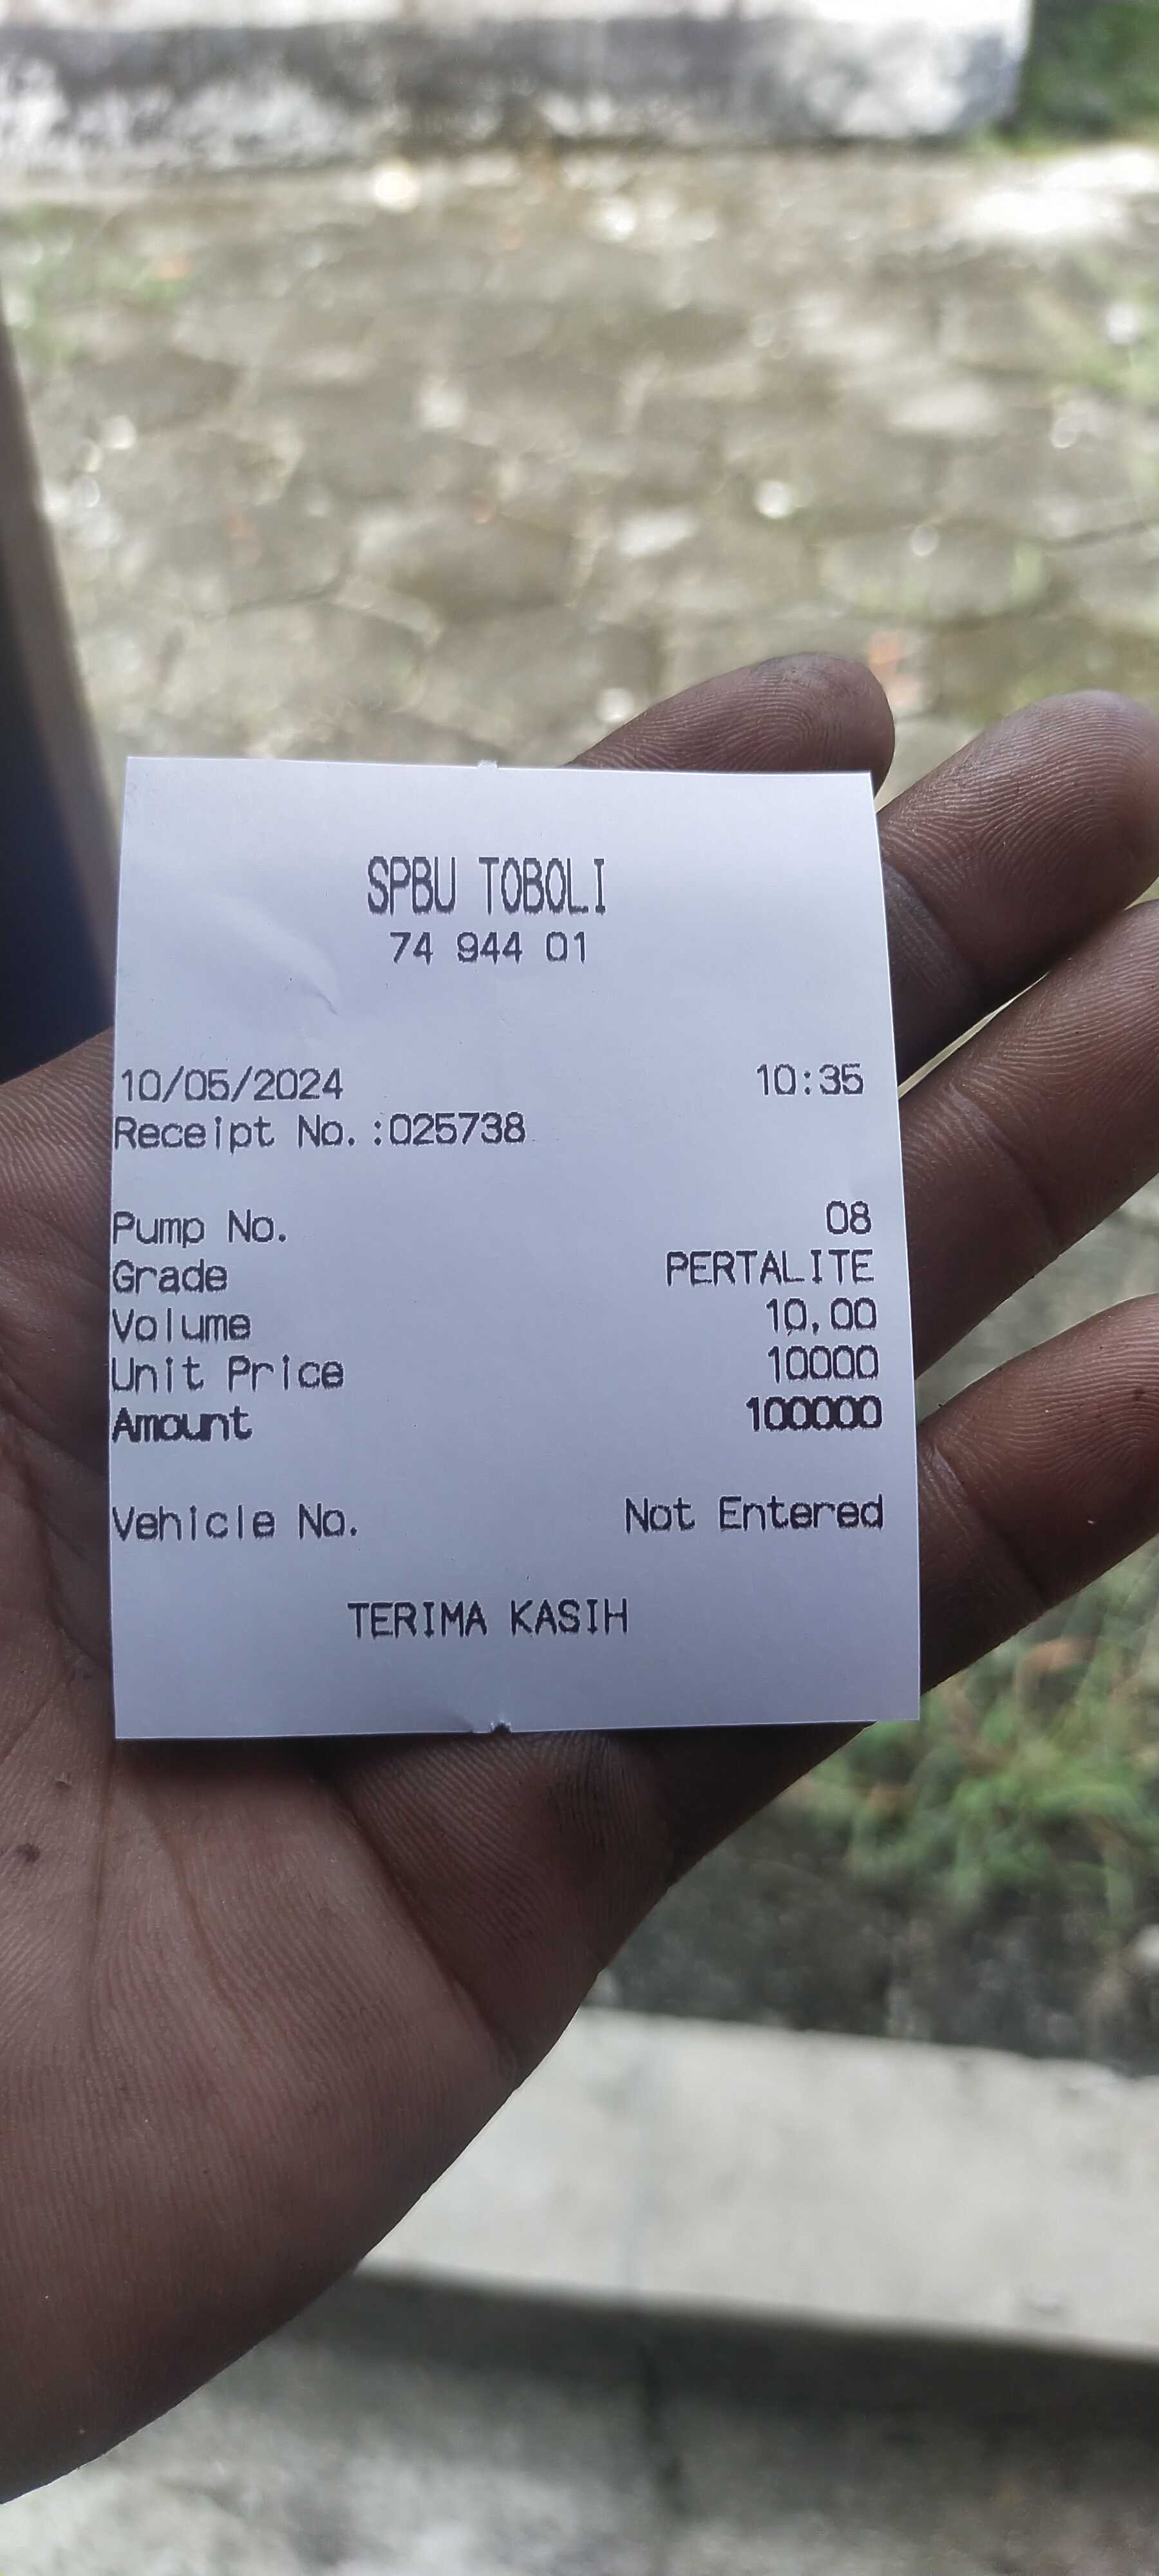 SPBU TOBOLI
74 944 01
10/05/2024 10:35
Receipt No.:025738
Pump No. 08
Grade PERTALITE
Volume 10,00
Unit Price 10000
Amount 100000
Vehicle No. Not Entered
TERIMA KASIH